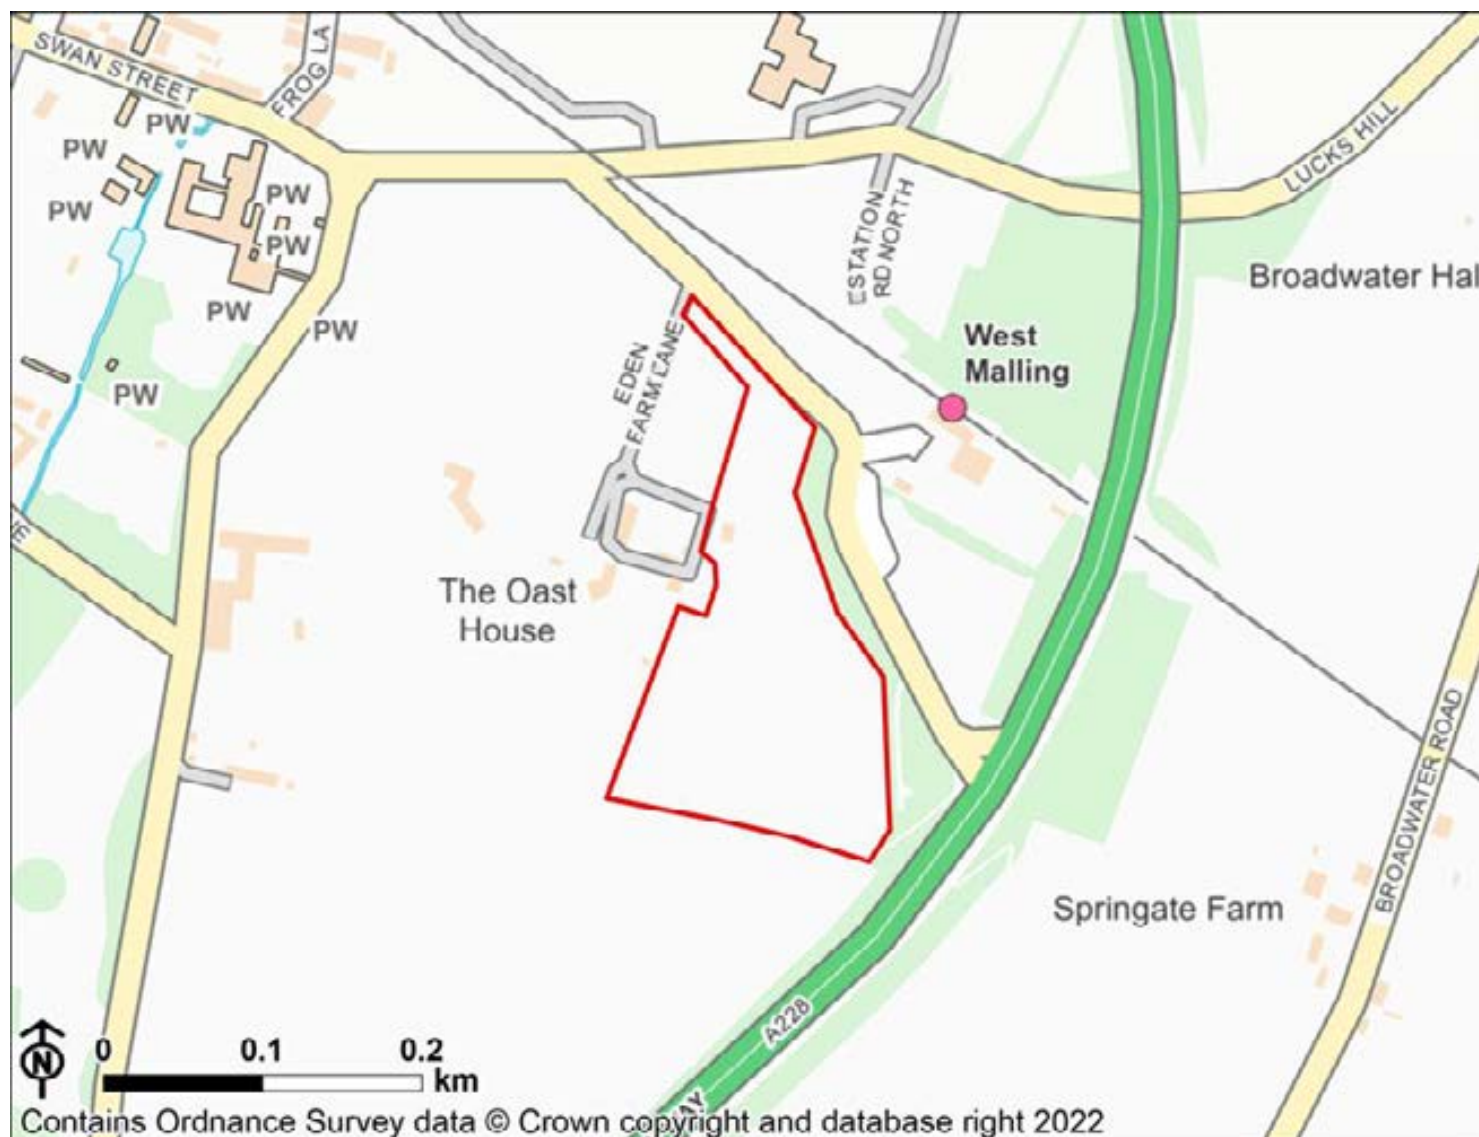 SWAN STREET
FROG LA
PW
PW
PW
PW
PW
PW
PW
PW
LUCKS HILL
ESTATION
RD NORTH
Broadwater Hal
West
Malling
EDEN
FARM LANE
The Oast
House
NE
BROADWATER ROAD
Springate Farm
A228
AY
N
0 0.1 0.2
km
Contains Ordnance Survey data © Crown copyright and database right 2022